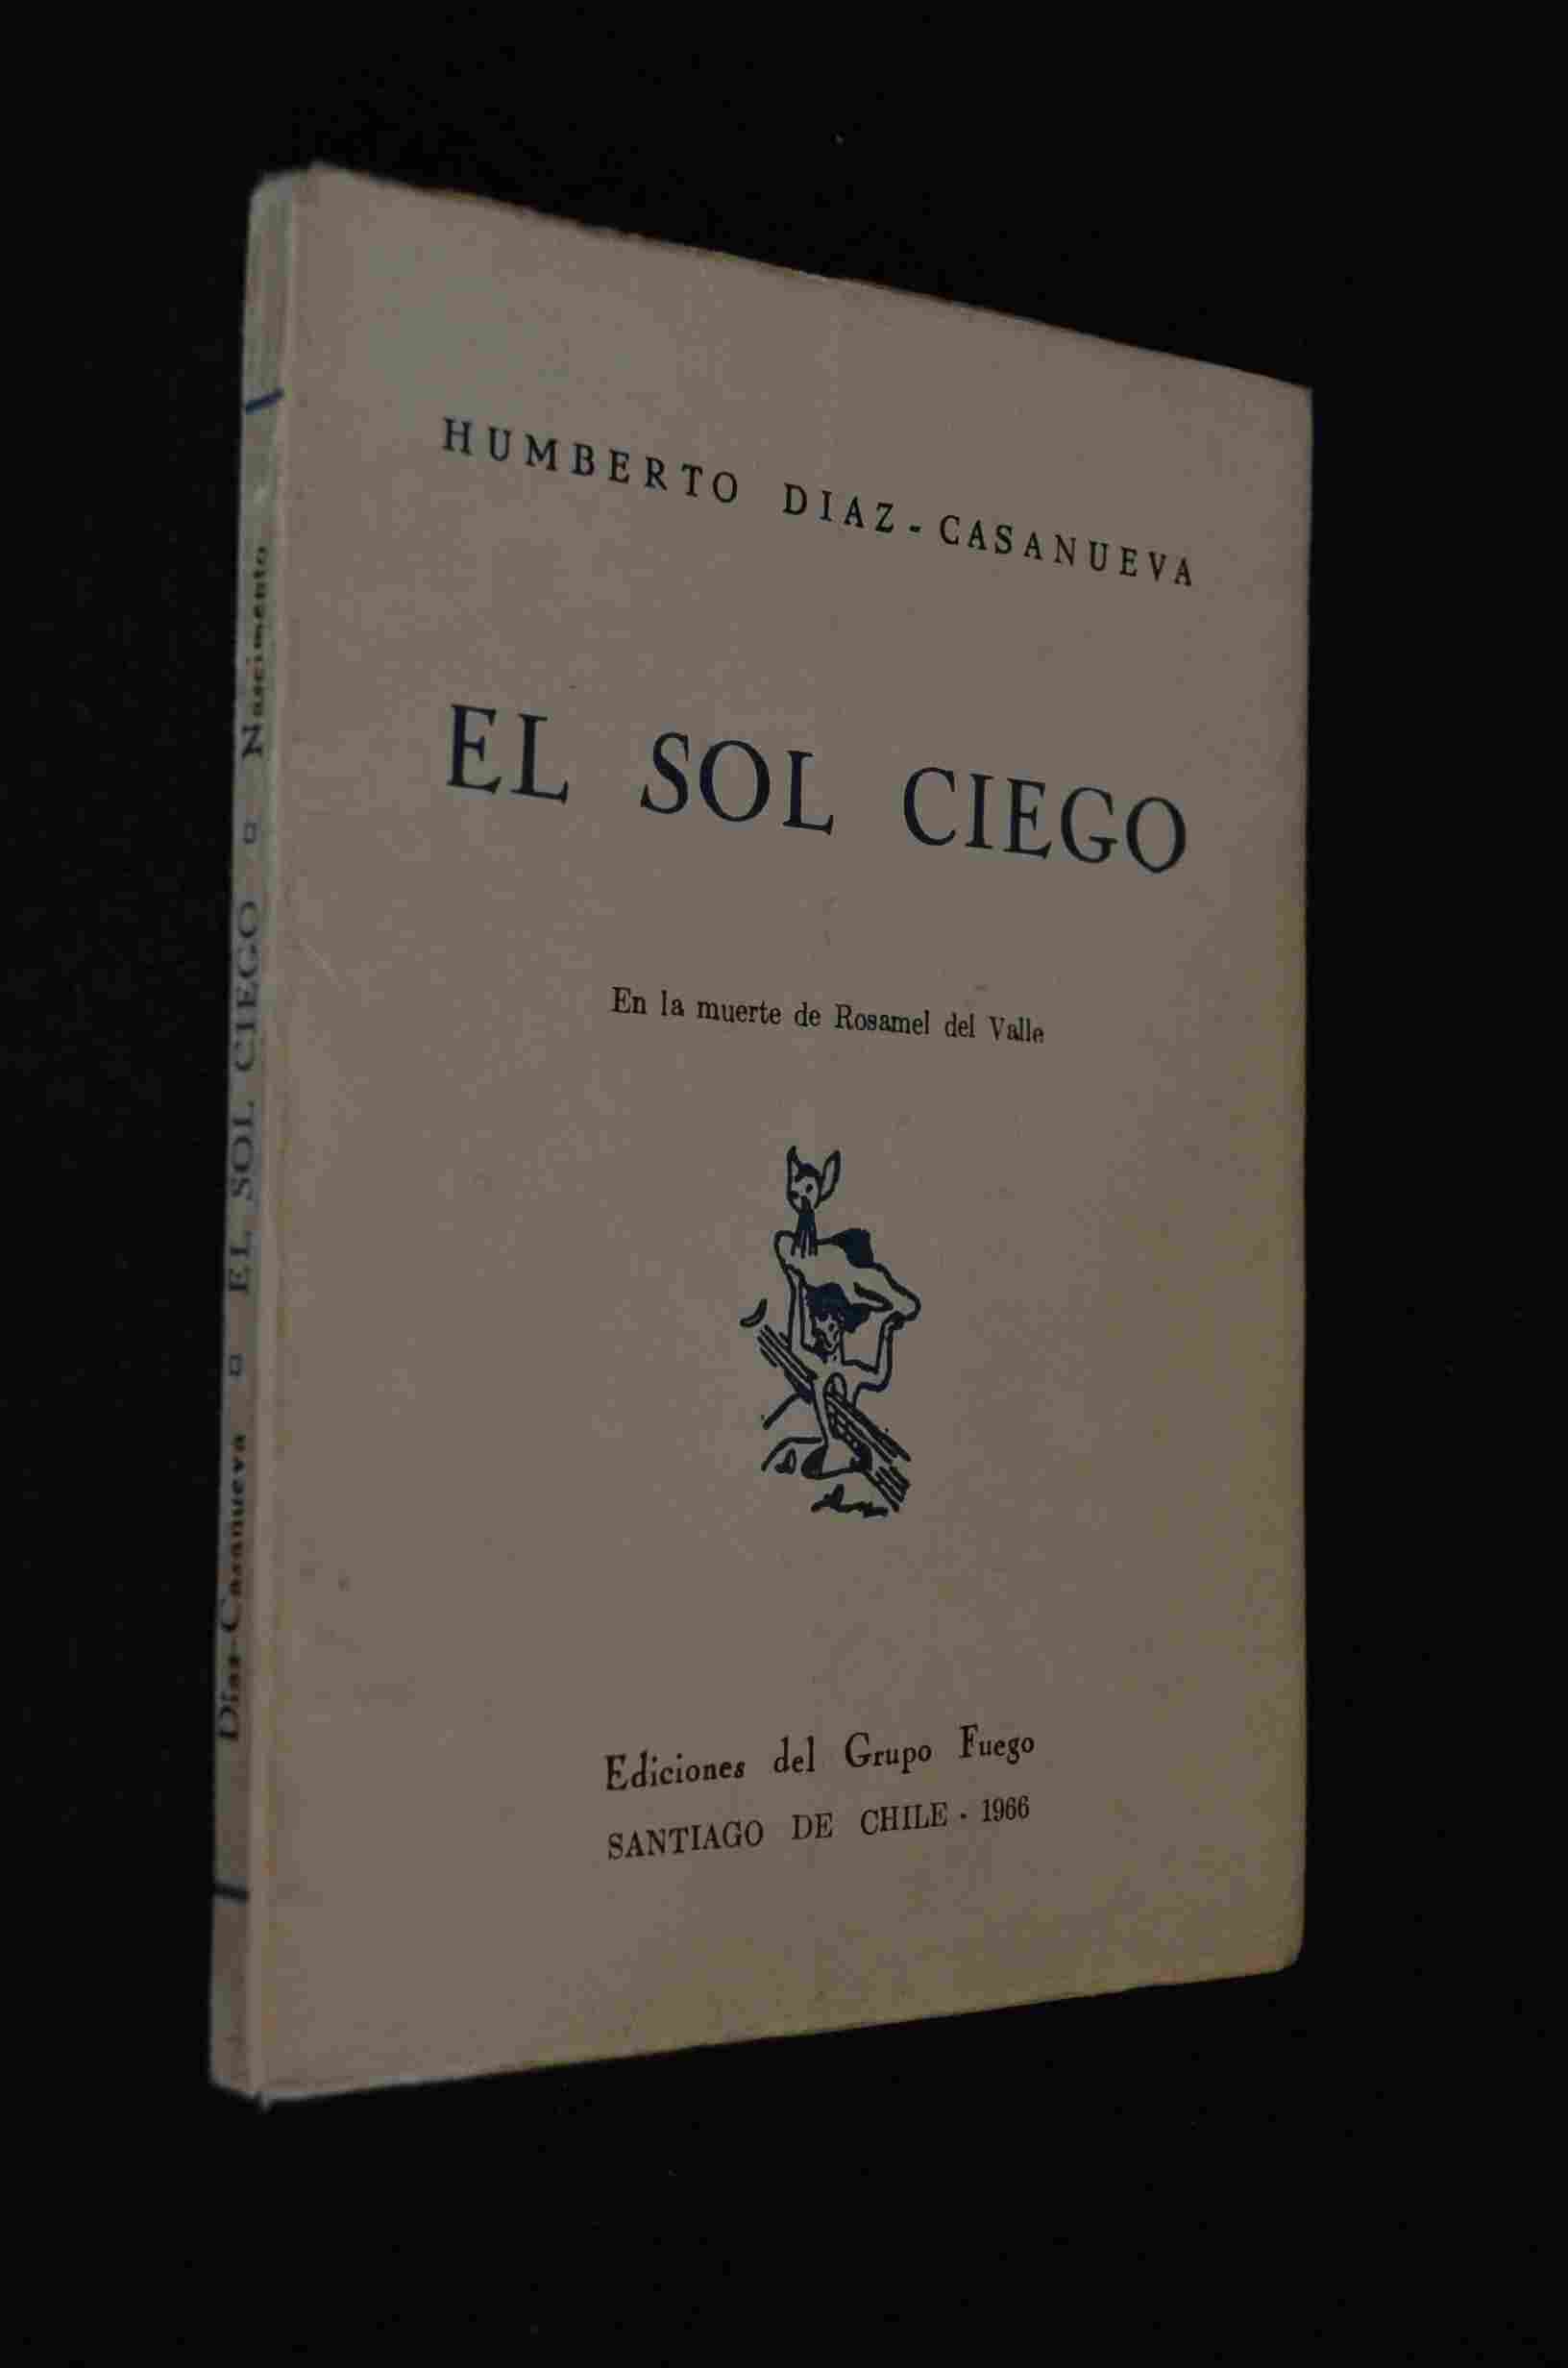 HUMBERTO DIAZ-CASANUEVA
EL SOL CIEGO
En la muerte de Rosamel del Valle
Ediciones del Grupo Fuego
SANTIAGO DE CHILE - 1966
Díaz-Casanueva ▫ EL SOL CIEGO ▫ Nascimento